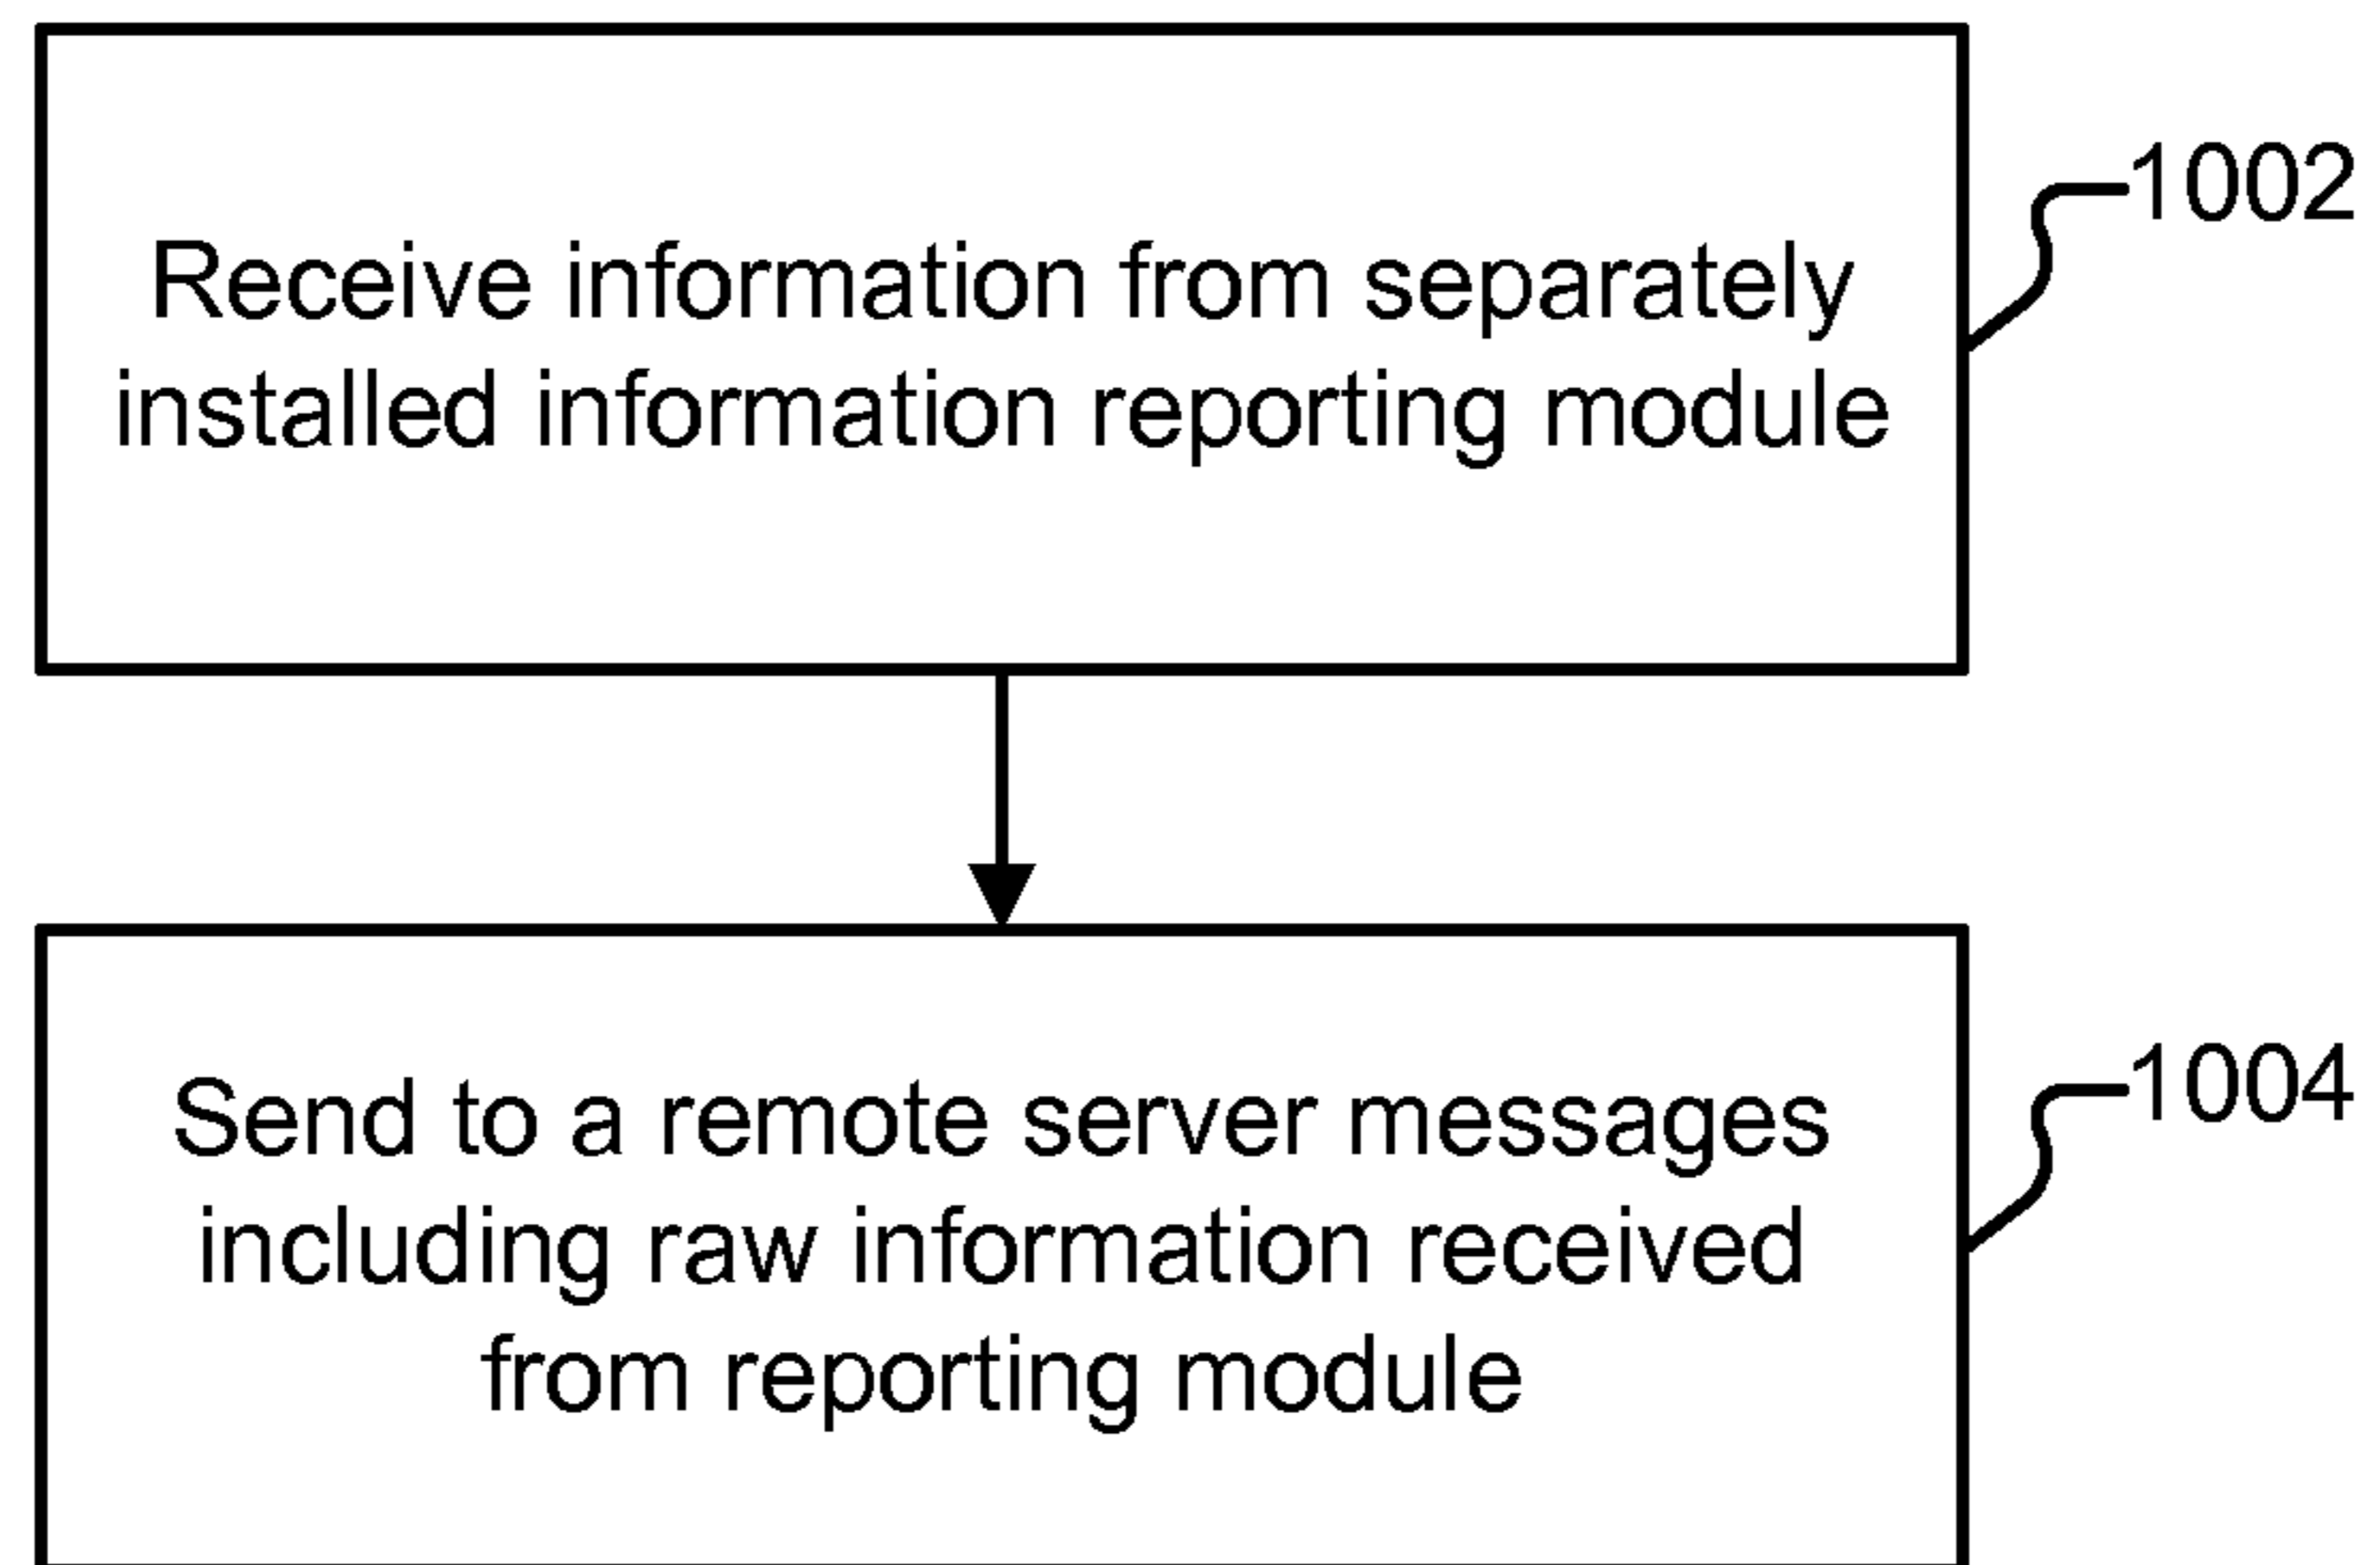 Receive information from separately
installed information reporting module
1002
Send to a remote server messages
including raw information received
from reporting module
1004